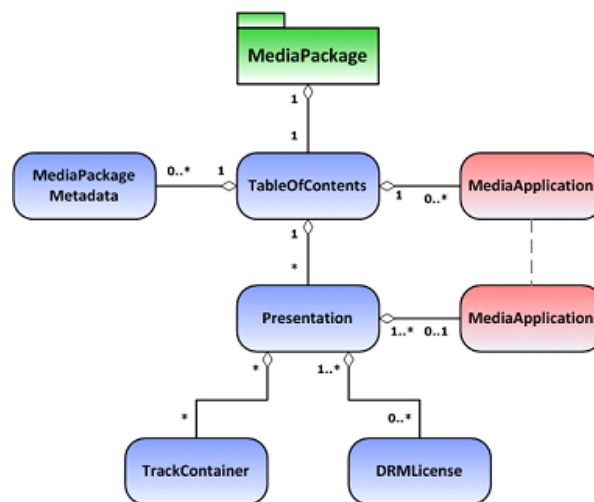 MediaPackage
1
1
0..*
1
MediaPackage
Metadata
TableOfContents
MediaApplication
1
0..*
1
*
Presentation
MediaApplication
1..*
0..1
*
1..*
*
0..*
TrackContainer
DRMLicense